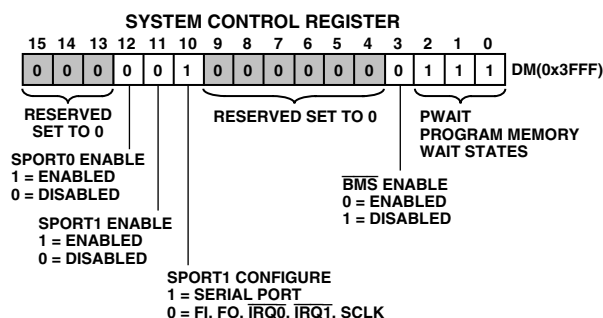 SYSTEM CONTROL REGISTER
15 14 13 12 11 10 9 8 7 6 5 4 3 2 1 0
0 0 0 0 0 1 0 0 0 0 0 0 0 1 1 1 DM(0x3FFF)
RESERVED
SET TO 0
RESERVED SET TO 0
PWAIT
PROGRAM MEMORY
WAIT STATES
SPORT0 ENABLE
1 = ENABLED
0 = DISABLED
BMS ENABLE
0 = ENABLED
1 = DISABLED
SPORT1 ENABLE
1 = ENABLED
0 = DISABLED
SPORT1 CONFIGURE
1 = SERIAL PORT
0 = FI, FO, IRQ0, IRQ1, SCLK